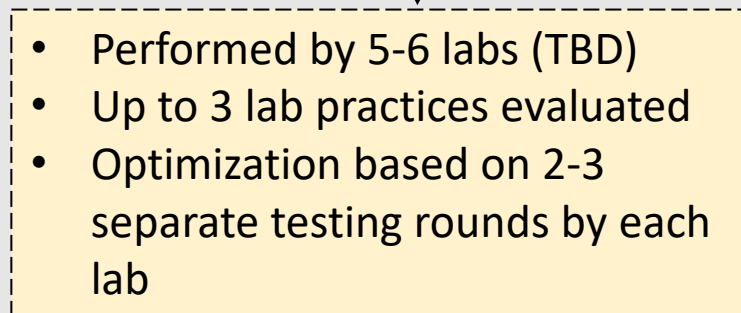 • Performed by 5-6 labs (TBD)
• Up to 3 lab practices evaluated
• Optimization based on 2-3
separate testing rounds by each
lab